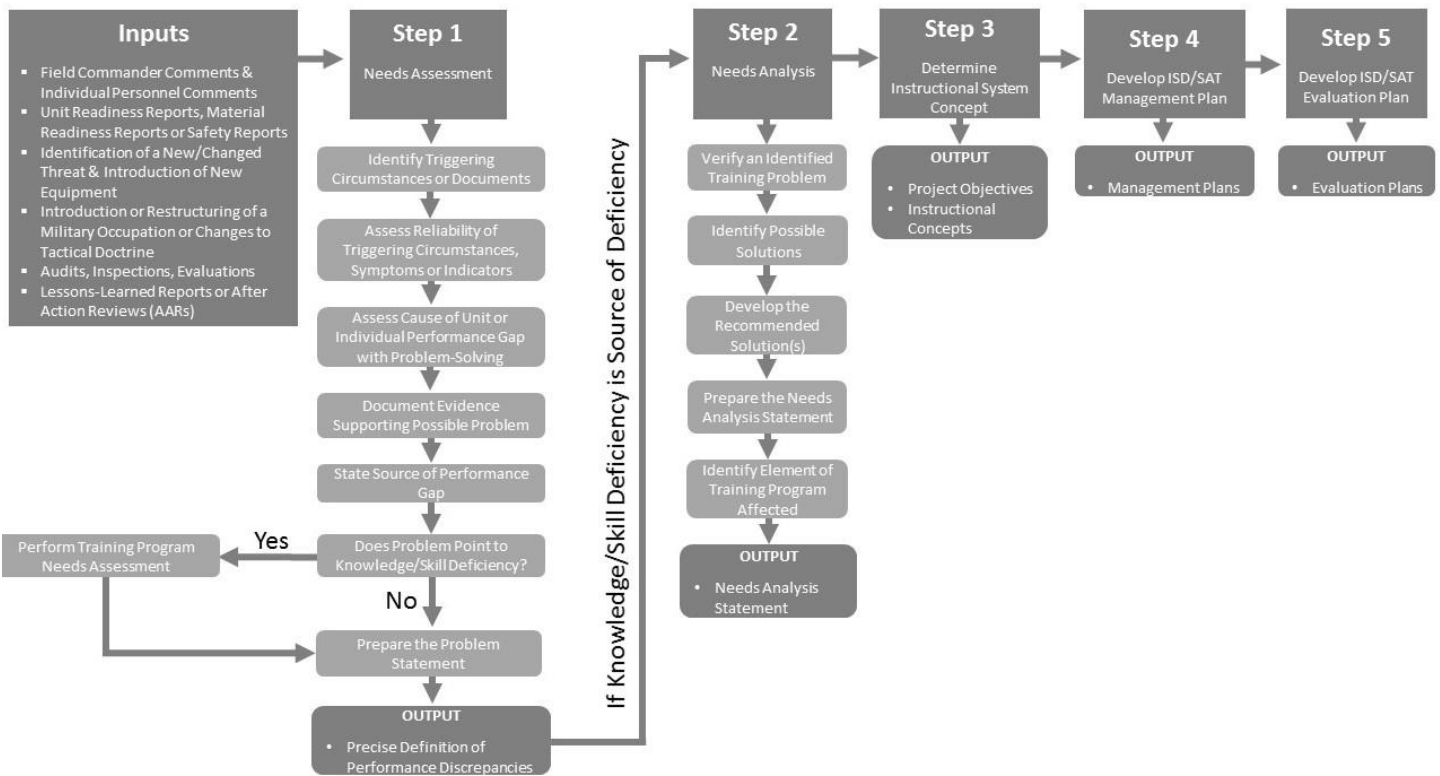 Inputs
▪ Field Commander Comments &
Individual Personnel Comments
▪ Unit Readiness Reports, Material
Readiness Reports or Safety Reports
▪ Identification of a New/Changed
Threat & Introduction of New
Equipment
▪ Introduction or Restructuring of a
Military Occupation or Changes to
Tactical Doctrine
▪ Audits, Inspections, Evaluations
▪ Lessons-Learned Reports or After
Action Reviews (AARs)
Step 1
Needs Assessment
Identify Triggering
Circumstances or Documents
Assess Reliability of
Triggering Circumstances,
Symptoms or Indicators
Assess Cause of Unit or
Individual Performance Gap
with Problem-Solving
Document Evidence
Supporting Possible Problem
State Source of Performance
Gap
Does Problem Point to
Knowledge/Skill Deficiency?
Yes
Perform Training Program
Needs Assessment
No
Prepare the Problem
Statement
OUTPUT
• Precise Definition of
Performance Discrepancies
If Knowledge/Skill Deficiency is Source of Deficiency
Step 2
Needs Analysis
Verify an Identified
Training Problem
Identify Possible
Solutions
Develop the
Recommended
Solution(s)
Prepare the Needs
Analysis Statement
Identify Element of
Training Program
Affected
OUTPUT
• Needs Analysis
Statement
Step 3
Determine
Instructional System
Concept
OUTPUT
• Project Objectives
• Instructional
Concepts
Step 4
Develop ISD/SAT
Management Plan
OUTPUT
• Management Plans
Step 5
Develop ISD/SAT
Evaluation Plan
OUTPUT
• Evaluation Plans